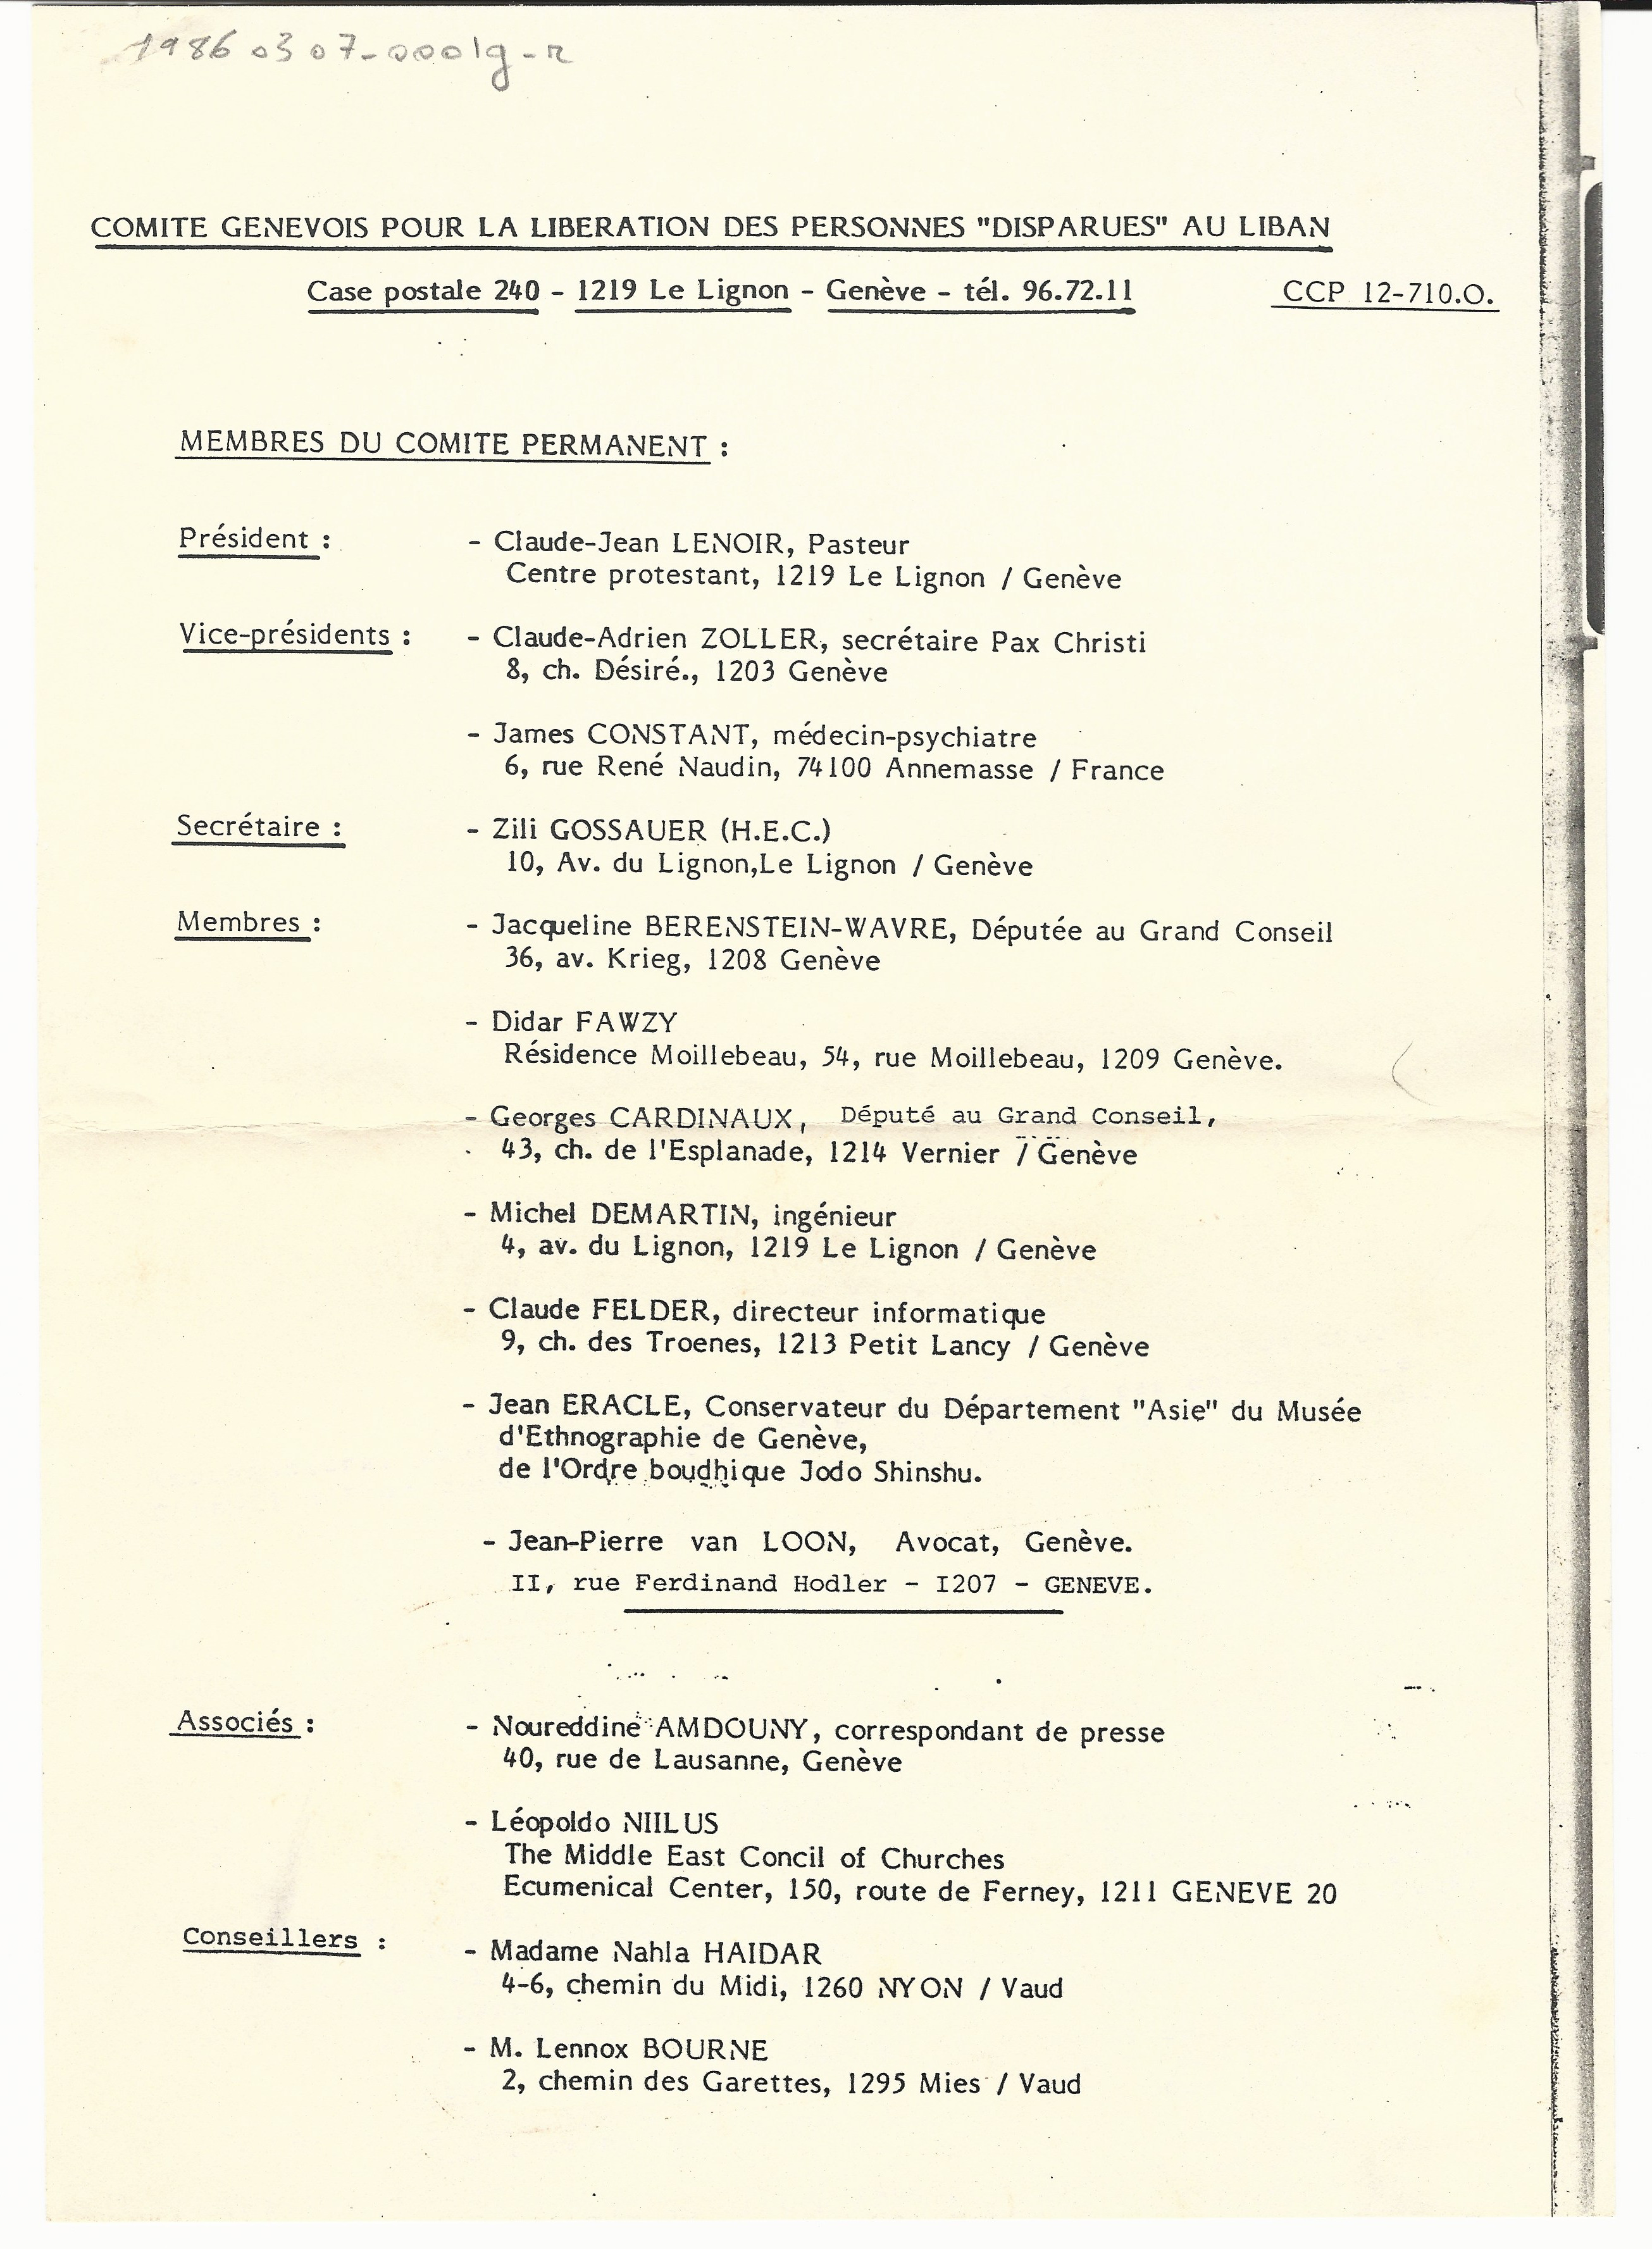 1986 03 07-0001g-r
COMITE GENEVOIS POUR LA LIBERATION DES PERSONNES "DISPARUES" AU LIBAN
Case postale 240 - 1219 Le Lignon - Genève - tél. 96.72.11 CCP 12-710.O.
MEMBRES DU COMITE PERMANENT :
Président : - Claude-Jean LENOIR, Pasteur
Centre protestant, 1219 Le Lignon / Genève
Vice-présidents : - Claude-Adrien ZOLLER, secrétaire Pax Christi
8, ch. Désiré., 1203 Genève
- James CONSTANT, médecin-psychiatre
6, rue René Naudin, 74100 Annemasse / France
Secrétaire : - Zili GOSSAUER (H.E.C.)
10, Av. du Lignon,Le Lignon / Genève
Membres : - Jacqueline BERENSTEIN-WAVRE, Députée au Grand Conseil
36, av. Krieg, 1208 Genève
- Didar FAWZY
Résidence Moillebeau, 54, rue Moillebeau, 1209 Genève.
- Georges CARDINAUX, Député au Grand Conseil,
43, ch. de l'Esplanade, 1214 Vernier / Genève
- Michel DEMARTIN, ingénieur
4, av. du Lignon, 1219 Le Lignon / Genève
- Claude FELDER, directeur informatique
9, ch. des Troenes, 1213 Petit Lancy / Genève
- Jean ERACLE, Conservateur du Département "Asie" du Musée
d'Ethnographie de Genève,
de l'Ordre boudhique Jodo Shinshu.
- Jean-Pierre van LOON, Avocat, Genève.
II, rue Ferdinand Hodler - I207 - GENEVE.
Associés : - Noureddine AMDOUNY, correspondant de presse
40, rue de Lausanne, Genève
- Léopoldo NIILUS
The Middle East Concil of Churches
Ecumenical Center, 150, route de Ferney, 1211 GENEVE 20
Conseillers : - Madame Nahla HAIDAR
4-6, chemin du Midi, 1260 NYON / Vaud
- M. Lennox BOURNE
2, chemin des Garettes, 1295 Mies / Vaud